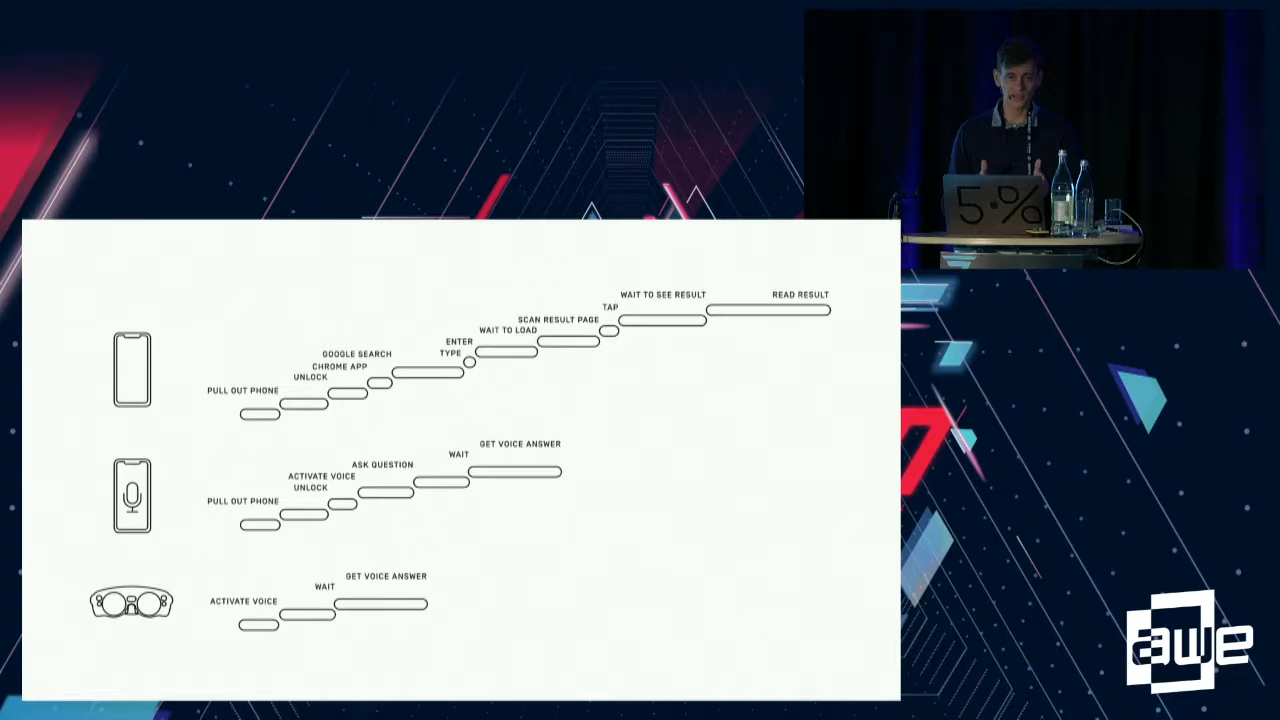 5·%
WAIT TO SEE RESULT
READ RESULT
TAP
SCAN RESULT PAGE
WAIT TO LOAD
ENTER
TYPE
GOOGLE SEARCH
CHROME APP
UNLOCK
PULL OUT PHONE
GET VOICE ANSWER
WAIT
ASK QUESTION
ACTIVATE VOICE
UNLOCK
PULL OUT PHONE
GET VOICE ANSWER
WAIT
ACTIVATE VOICE
awe